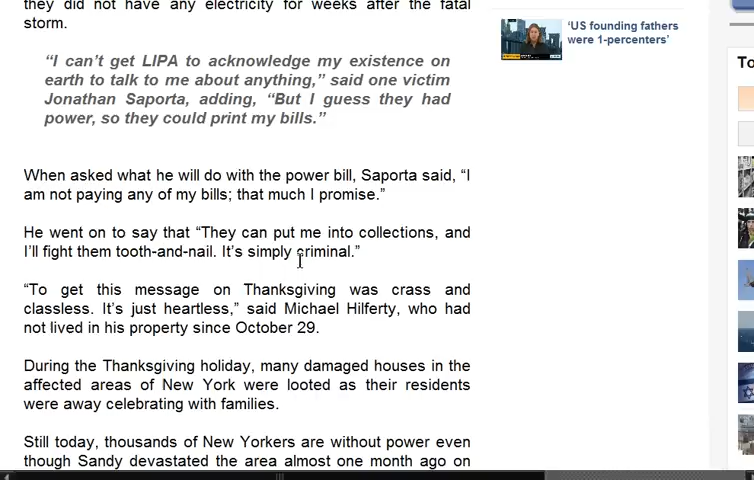 they did not have any electricity for weeks after the fatal
storm.
“I can’t get LIPA to acknowledge my existence on
earth to talk to me about anything,” said one victim
Jonathan Saporta, adding, “But I guess they had
power, so they could print my bills.”
When asked what he will do with the power bill, Saporta said, “I
am not paying any of my bills; that much I promise.”
He went on to say that “They can put me into collections, and
I’ll fight them tooth-and-nail. It’s simply criminal.”
“To get this message on Thanksgiving was crass and
classless. It’s just heartless,” said Michael Hilferty, who had
not lived in his property since October 29.
During the Thanksgiving holiday, many damaged houses in the
affected areas of New York were looted as their residents
were away celebrating with families.
Still today, thousands of New Yorkers are without power even
though Sandy devastated the area almost one month ago on
‘US founding fathers
were 1-percenters’
To